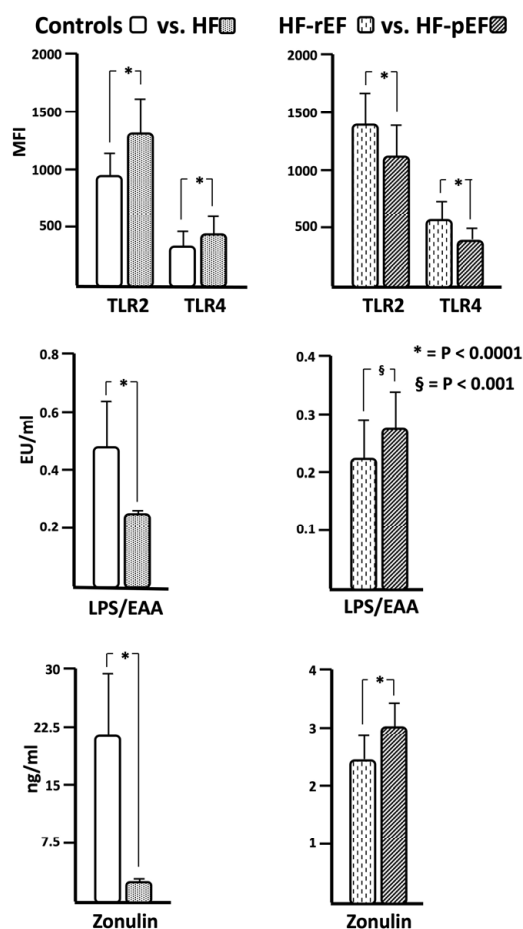 Controls vs. HF
HF-rEF vs. HF-pEF
2000
1500
1000
500
MFI
*
*
TLR2 TLR4
2000
1500
1000
500
*
*
TLR2 TLR4
0.8
0.6
0.4
0.2
EU/ml
*
LPS/EAA
* = P < 0.0001
§ = P < 0.001
0.4
0.3
0.2
0.1
§
LPS/EAA
30
22.5
15
7.5
ng/ml
*
Zonulin
4
3
2
1
*
Zonulin